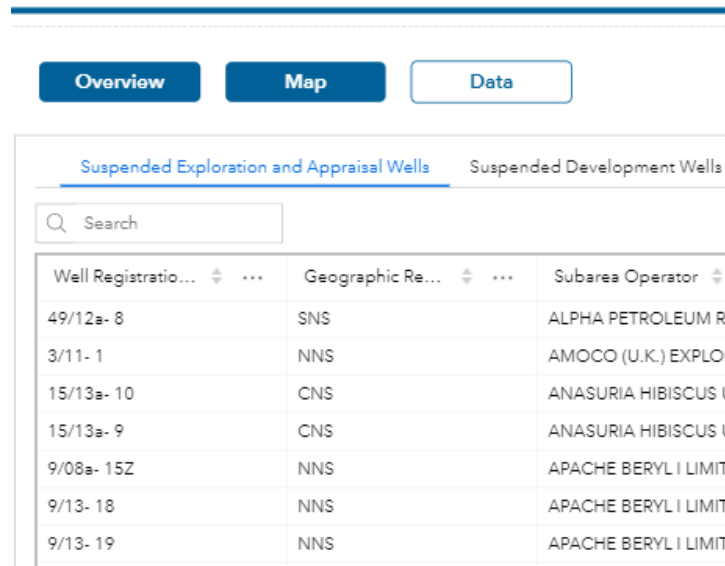 Overview Map Data
Suspended Exploration and Appraisal Wells Suspended Development Wells
Search
Well Registratio... Geographic Re... Subarea Operator
49/12a- 8 SNS ALPHA PETROLEUM R
3/11- 1 NNS AMOCO (U.K.) EXPLO
15/13a- 10 CNS ANASURIA HIBISCUS U
15/13a- 9 CNS ANASURIA HIBISCUS U
9/08a- 15Z NNS APACHE BERYL I LIMIT
9/13- 18 NNS APACHE BERYL I LIMIT
9/13- 19 NNS APACHE BERYL I LIMIT